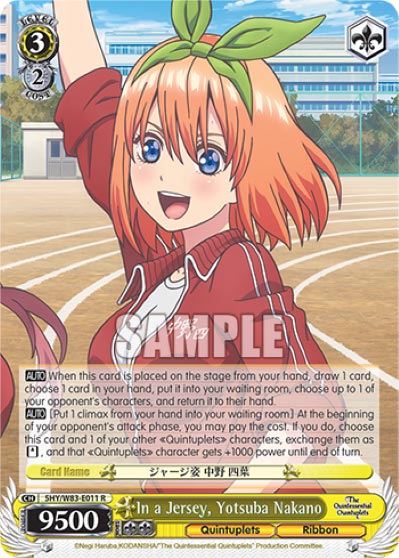 LEVEL
3
2
COST
SAMPLE
AUTO When this card is placed on the stage from your hand, draw 1 card,
choose 1 card in your hand, put it into your waiting room, choose up to 1 of
your opponent's characters, and return it to their hand.
AUTO [Put 1 climax from your hand into your waiting room] At the beginning
of your opponent's attack phase, you may pay the cost. If you do, choose
this card and 1 of your other «Quintuplets» characters, exchange them as
and that «Quintuplets» character gets +1000 power until end of turn.
Card Name
ジャージ姿 中野 四葉
CH 5HY/W83-E011 R
9500
In a Jersey, Yotsuba Nakano
The
Quintessential
Quintuplets
Quintuplets
Ribbon
©Negi Haruba,KODANSHA/"The Quintessential Quintuplets" Production Committee